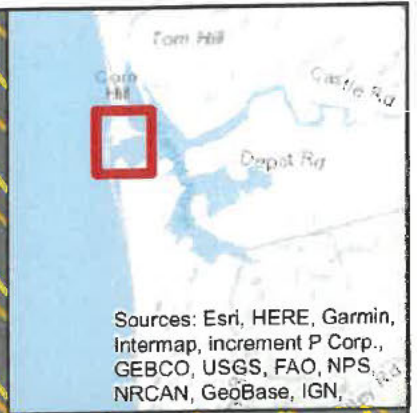 Tom Hill
Corn
Hill
Castle Rd
Depot Rd
Sources: Esri, HERE, Garmin,
Intermap, increment P Corp.,
GEBCO, USGS, FAO, NPS,
NRCAN, GeoBase, IGN,
Rd